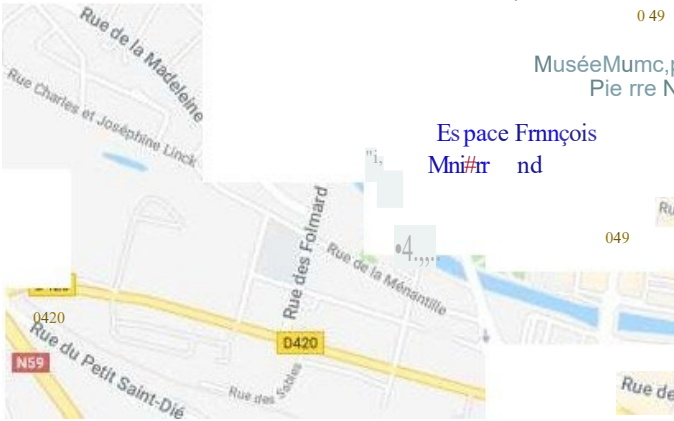 0 49
Rue de la Madeleine
MuséeMumc,p
Pie rre N
Rue Charles et Joséphine Linck
Es pace Frnnçois
Mni#rr nd
"i,
Rue des Folmard
Ru
049
•4.,,..
Rue de la Ménantille
0420
D420
Rue du Petit Saint-Dié
N59
Rue des Sables
Rue de